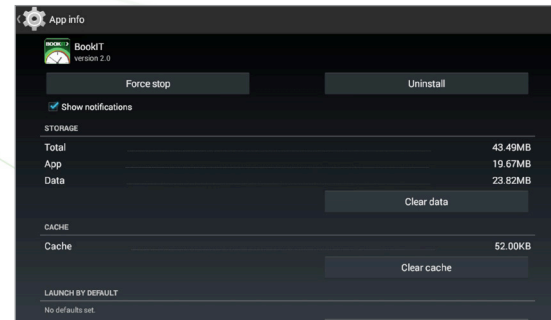 App info
BOOKIT
BookIT
version 2.0
Force stop
Uninstall
Show notifications
STORAGE
Total 43.49MB
App 19.67MB
Data 23.82MB
Clear data
CACHE
Cache 52.00KB
Clear cache
LAUNCH BY DEFAULT
No defaults set.